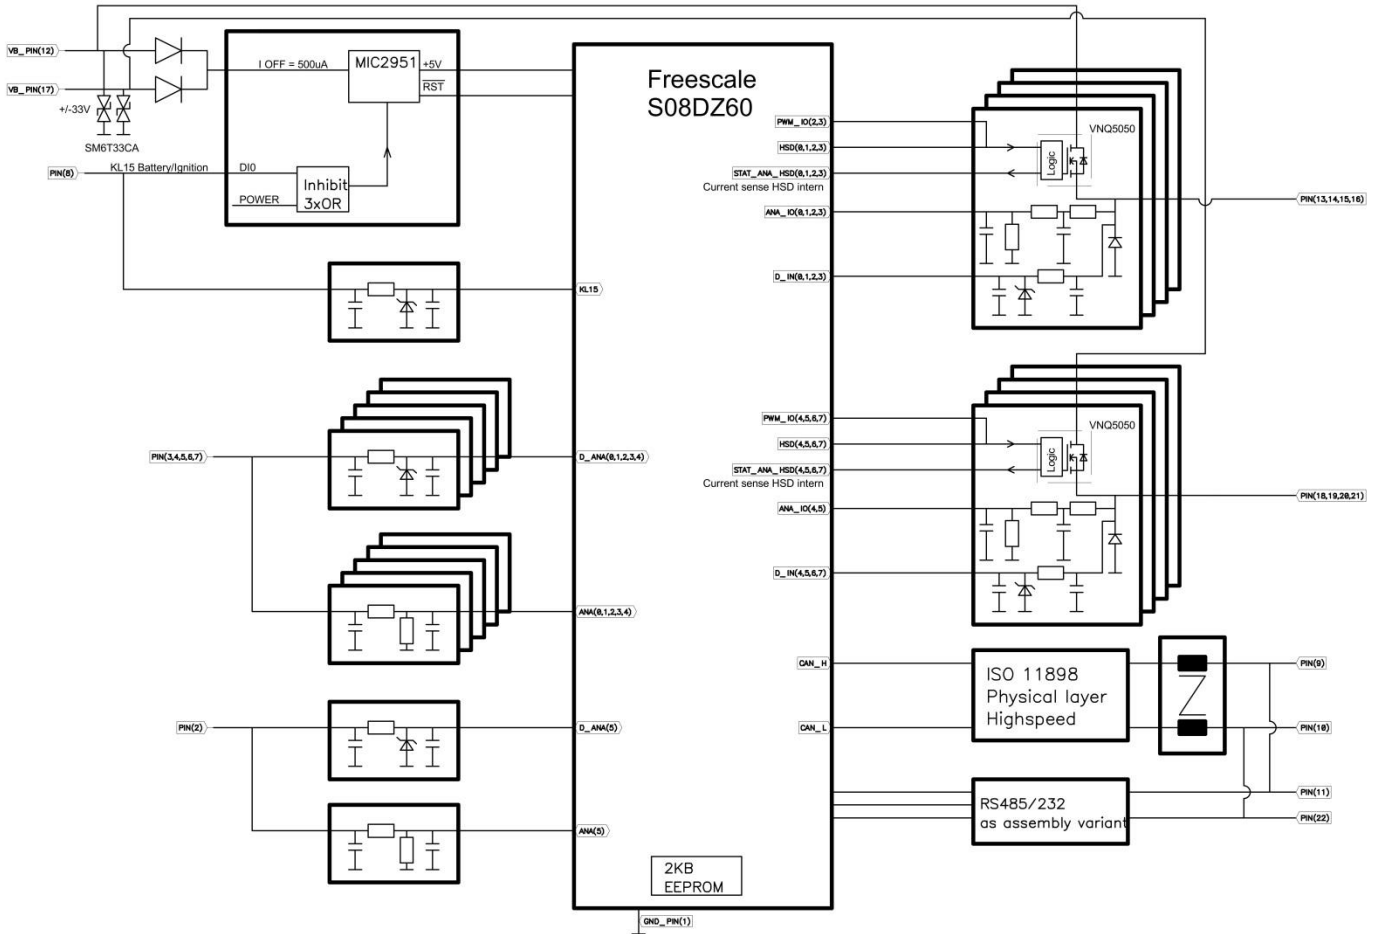 VB_PIN(12)
VB_PIN(17)
+/-33V
SM6T33CA
I OFF = 500uA
MIC2951
+5V
RST
PIN(8)
KL15 Battery/Ignition
DI0
POWER
Inhibit
3xOR
KL15
PIN(3,4,5,6,7)
D_ANA(0,1,2,3,4)
ANA(0,1,2,3,4)
PIN(2)
D_ANA(5)
ANA(5)
Freescale
S08DZ60
2KB
EEPROM
GND_PIN(1)
PWM_IO(2,3)
HSD(0,1,2,3)
STAT_ANA_HSD(0,1,2,3)
Current sense HSD intern
ANA_IO(0,1,2,3)
D_IN(0,1,2,3)
VNQ5050
Logic
PIN(13,14,15,16)
PWM_IO(4,5,6,7)
HSD(4,5,6,7)
STAT_ANA_HSD(4,5,6,7)
Current sense HSD intern
ANA_IO(4,5)
D_IN(4,5,6,7)
VNQ5050
Logic
PIN(18,19,20,21)
CAN_H
CAN_L
ISO 11898
Physical layer
Highspeed
PIN(9)
PIN(10)
RS485/232
as assembly variant
PIN(11)
PIN(22)